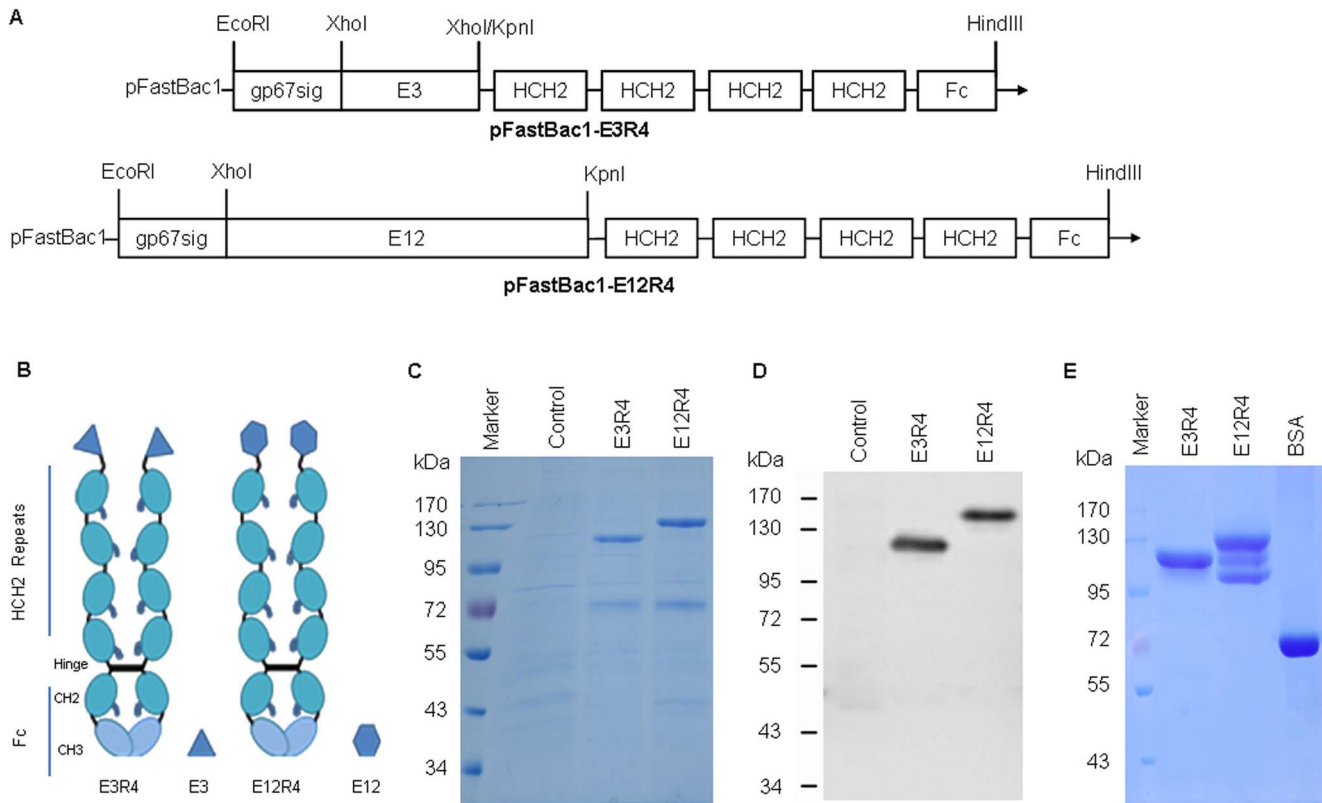 A
EcoRI XhoI XhoI/KpnI HindIII
pFastBac1 gp67sig E3 HCH2 HCH2 HCH2 HCH2 Fc
pFastBac1-E3R4
EcoRI XhoI KpnI HindIII
pFastBac1 gp67sig E12 HCH2 HCH2 HCH2 HCH2 Fc
pFastBac1-E12R4
B
HCH2 Repeats
Hinge
Fc
CH2
CH3
E3R4 E3 E12R4 E12
C
Marker Control E3R4 E12R4
kDa
170
130
95
72
55
43
34
D
Control E3R4 E12R4
kDa
170
130
95
72
55
43
34
E
Marker E3R4 E12R4 BSA
kDa
170
130
95
72
55
43